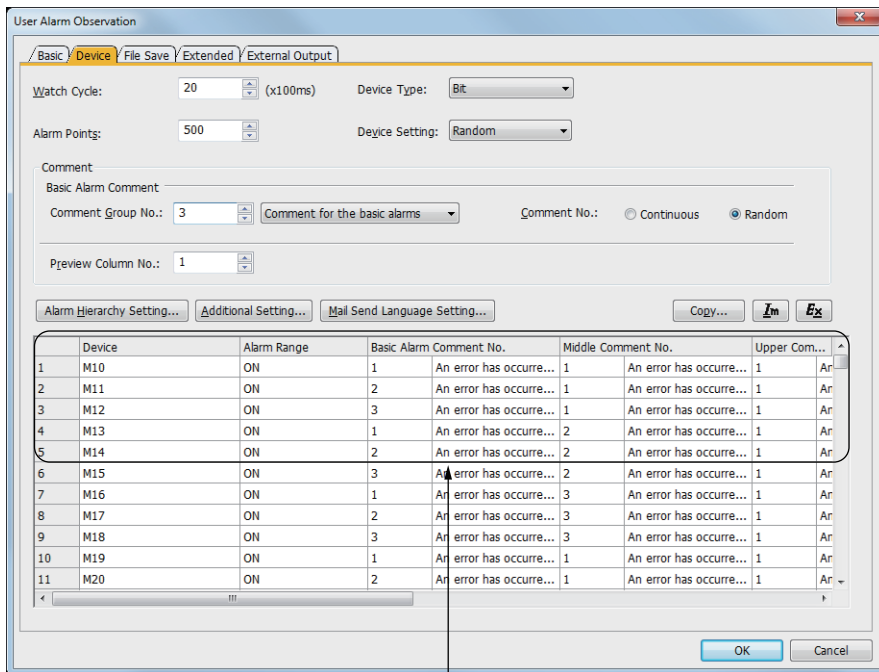 User Alarm Observation
Basic Device File Save Extended External Output
Watch Cycle: 20 (x100ms) Device Type: Bit
Alarm Points: 500 Device Setting: Random
Comment
Basic Alarm Comment
Comment Group No.: 3 Comment for the basic alarms Comment No.: Continuous Random
Preview Column No.: 1
Alarm Hierarchy Setting... Additional Setting... Mail Send Language Setting... Copy... Im Ex
Device Alarm Range Basic Alarm Comment No. Middle Comment No. Upper Com...
1 M10 ON 1 An error has occurre... 1 An error has occurre... 1 An
2 M11 ON 2 An error has occurre... 1 An error has occurre... 1 An
3 M12 ON 3 An error has occurre... 1 An error has occurre... 1 An
4 M13 ON 1 An error has occurre... 2 An error has occurre... 1 An
5 M14 ON 2 An error has occurre... 2 An error has occurre... 1 An
6 M15 ON 3 An error has occurre... 2 An error has occurre... 1 An
7 M16 ON 1 An error has occurre... 3 An error has occurre... 1 An
8 M17 ON 2 An error has occurre... 3 An error has occurre... 1 An
9 M18 ON 3 An error has occurre... 3 An error has occurre... 1 An
10 M19 ON 1 An error has occurre... 1 An error has occurre... 1 An
11 M20 ON 2 An error has occurre... 1 An error has occurre... 1 An
OK Cancel